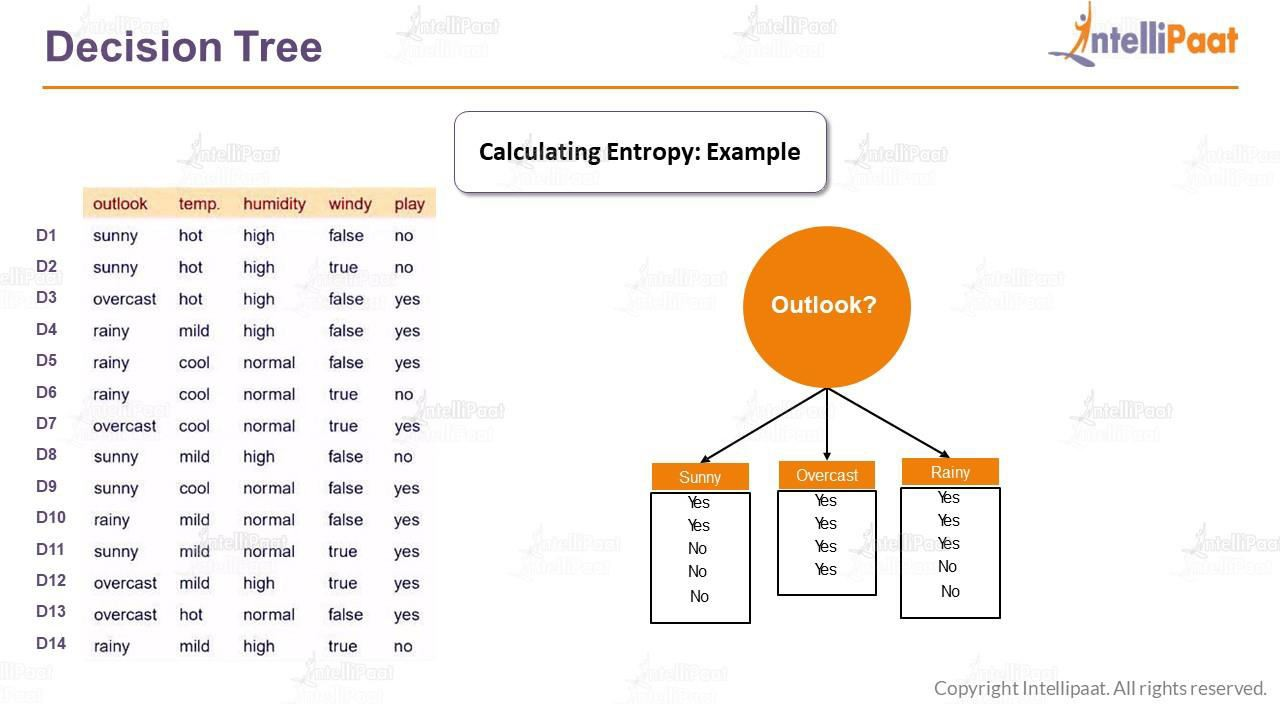 Decision Tree
IntelliPaat
Calculating Entropy: Example
outlook temp. humidity windy play
D1 sunny hot high false no
D2 sunny hot high true no
D3 overcast hot high false yes
D4 rainy mild high false yes
D5 rainy cool normal false yes
D6 rainy cool normal true no
D7 overcast cool normal true yes
D8 sunny mild high false no
D9 sunny cool normal false yes
D10 rainy mild normal false yes
D11 sunny mild normal true yes
D12 overcast mild high true yes
D13 overcast hot normal false yes
D14 rainy mild high true no
Outlook?
Sunny
Yes
Yes
No
No
No
Overcast
Yes
Yes
Yes
Yes
Rainy
Yes
Yes
Yes
No
No
Copyright Intellipaat. All rights reserved.